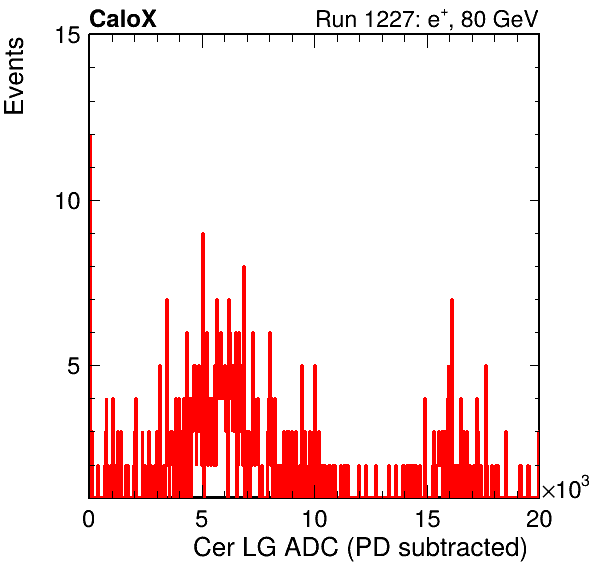 CaloX Run 1227: e⁺, 80 GeV
Events
15
10
5
0 5 10 15 20
×10³
Cer LG ADC (PD subtracted)